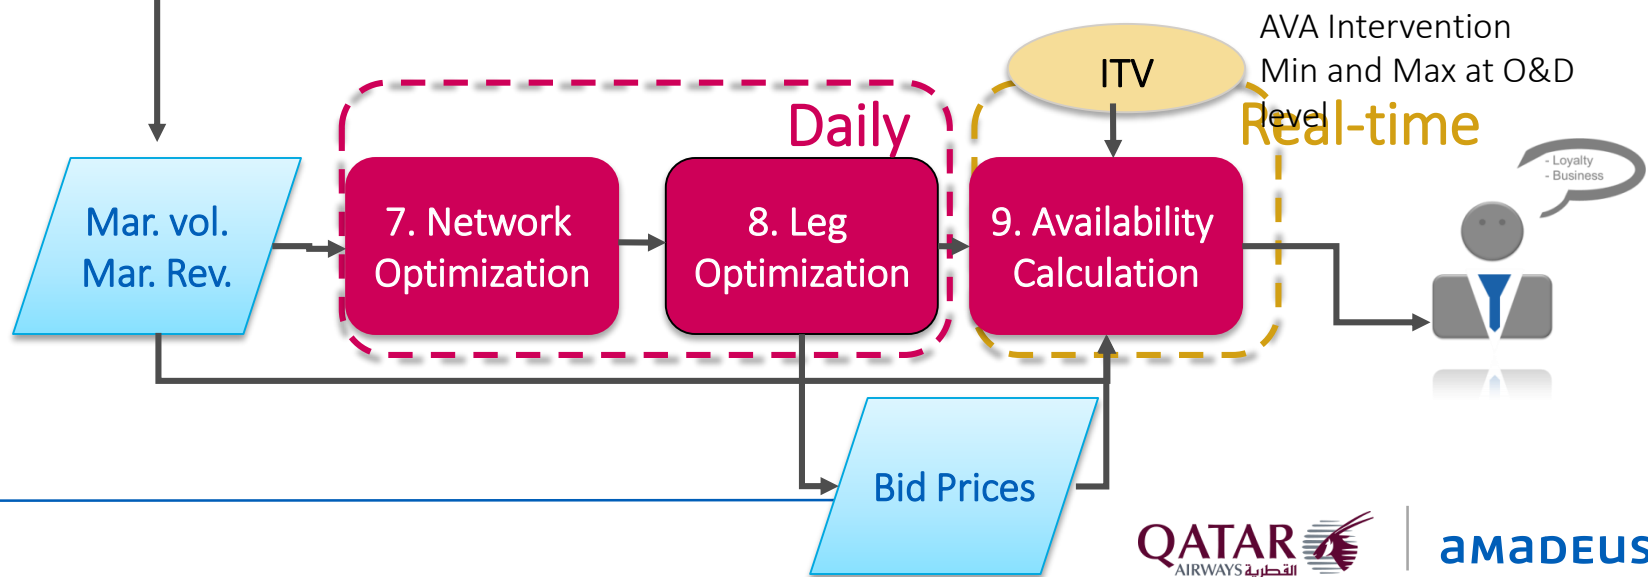 AVA Intervention
Min and Max at O&D
level
ITV
Daily
Real-time
- Loyalty
- Business
Mar. vol.
Mar. Rev.
7. Network
Optimization
8. Leg
Optimization
9. Availability
Calculation
Bid Prices
QATAR
AIRWAYS القطرية
aMaDEUS